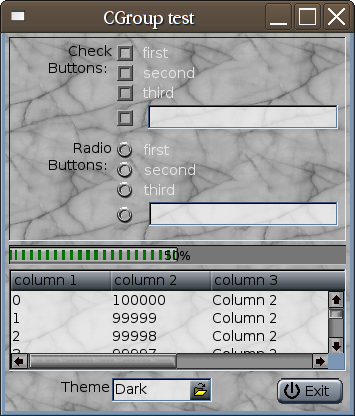 CGroup test
Check Buttons:
first
second
third
Radio Buttons:
first
second
third
50%
column 1 column 2 column 3
0 100000 Column 2
1 99999 Column 2
2 99998 Column 2
3 99997 Column 2
Theme Dark Exit